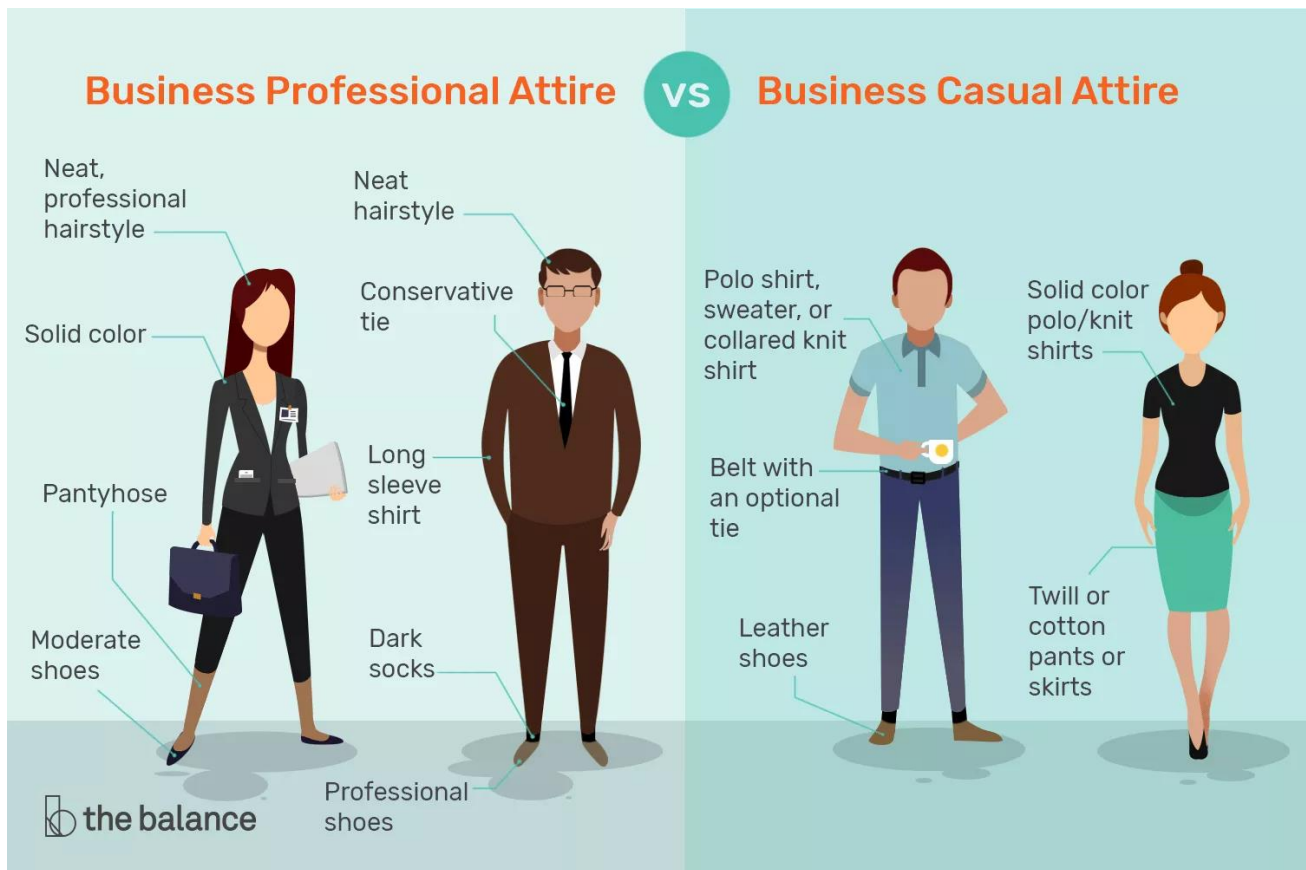 Business Professional Attire
vs
Business Casual Attire
Neat,
professional
hairstyle
Solid color
Pantyhose
Moderate
shoes
Neat
hairstyle
Conservative
tie
Long
sleeve
shirt
Dark
socks
Professional
shoes
Polo shirt,
sweater, or
collared knit
shirt
Belt with
an optional
tie
Leather
shoes
Solid color
polo/knit
shirts
Twill or
cotton
pants or
skirts
the balance